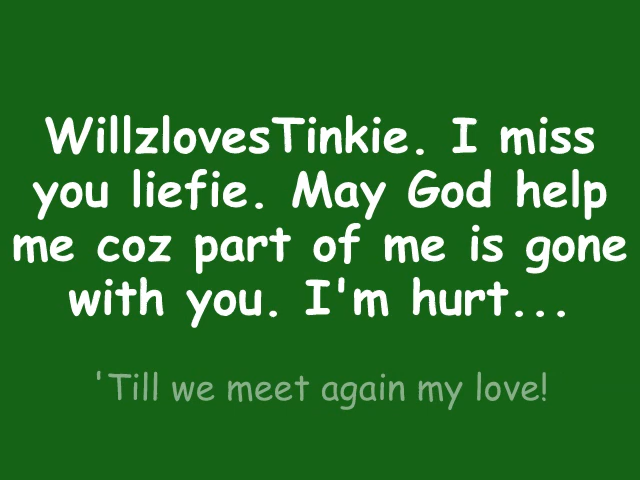 WillzlovesTinkie. I miss
you liefie. May God help
me coz part of me is gone
with you. I'm hurt...
'Till we meet again my love!